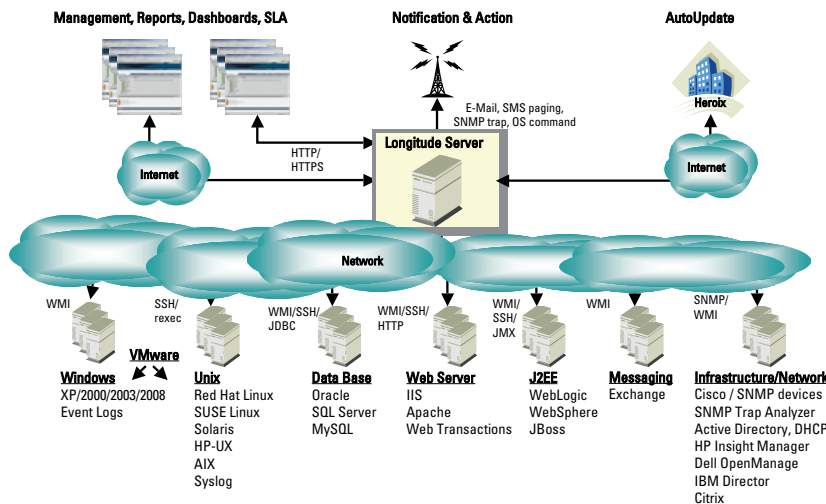 Management, Reports, Dashboards, SLA
Notification & Action
AutoUpdate
Heroix
E-Mail, SMS paging,
SNMP trap, OS command
HTTP/
HTTPS
Longitude Server
Internet
Internet
Network
WMI
SSH/
rexec
WMI/SSH/
JDBC
WMI/SSH/
HTTP
WMI/
SSH/
JMX
WMI
SNMP/
WMI
VMware
Windows
XP/2000/2003/2008
Event Logs
Unix
Red Hat Linux
SUSE Linux
Solaris
HP-UX
AIX
Syslog
Data Base
Oracle
SQL Server
MySQL
Web Server
IIS
Apache
Web Transactions
J2EE
WebLogic
WebSphere
JBoss
Messaging
Exchange
Infrastructure/Network
Cisco / SNMP devices
SNMP Trap Analyzer
Active Directory, DHCP
HP Insight Manager
Dell OpenManage
IBM Director
Citrix